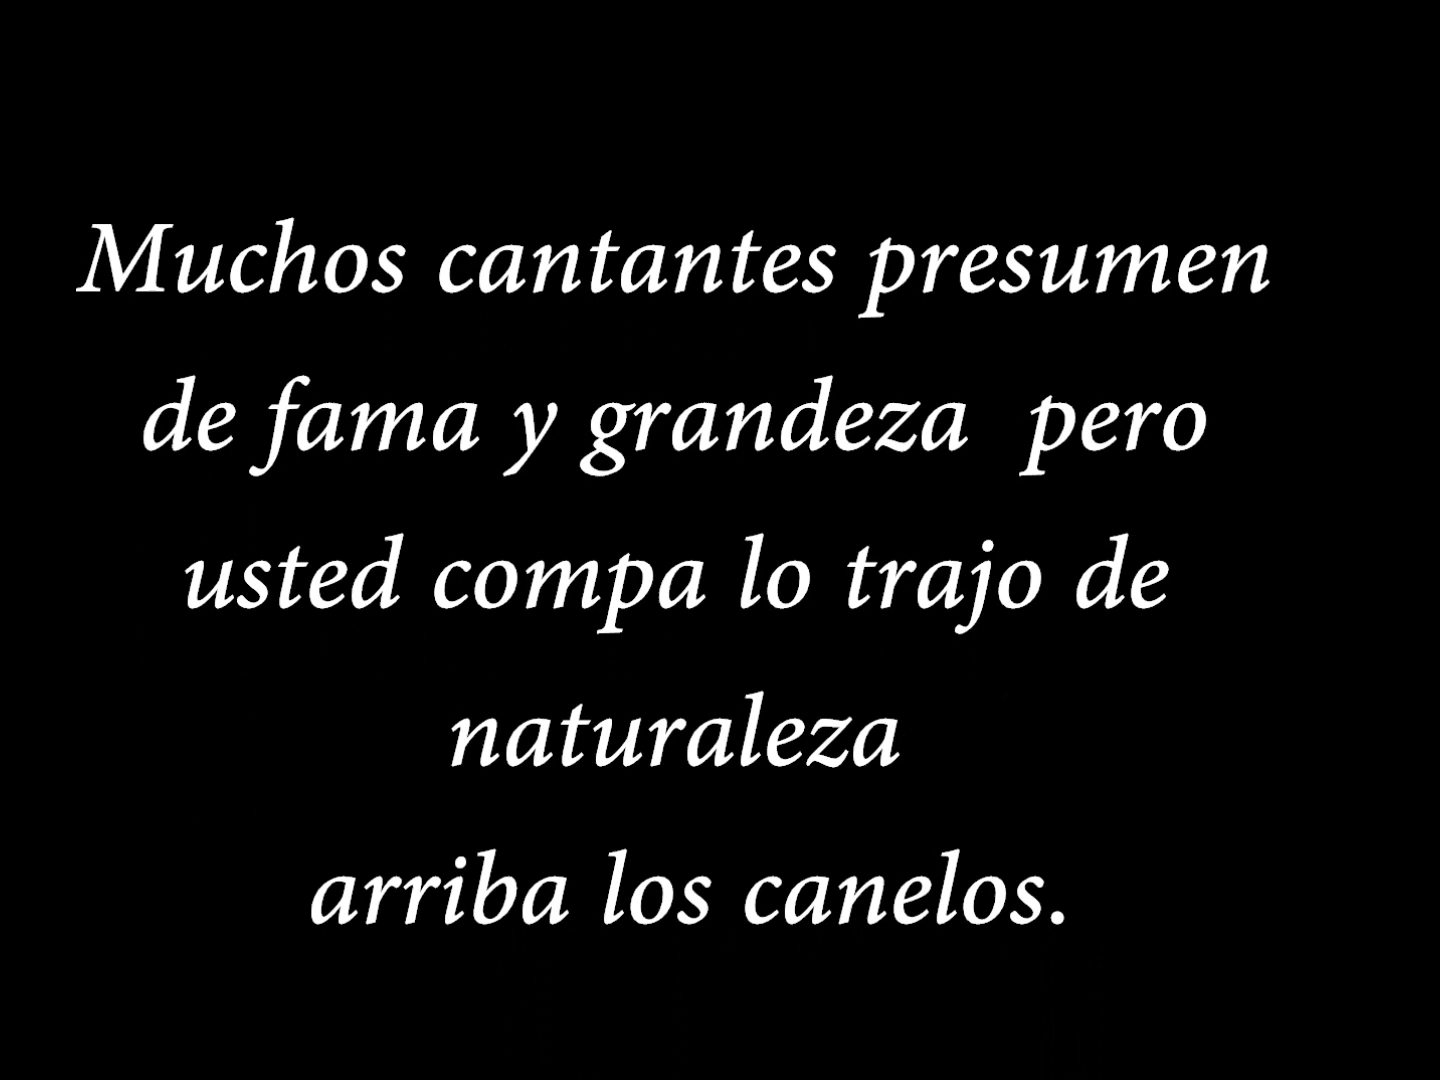 Muchos cantantes presumen
de fama y grandeza  pero
usted compa lo trajo de
naturaleza
arriba los canelos.